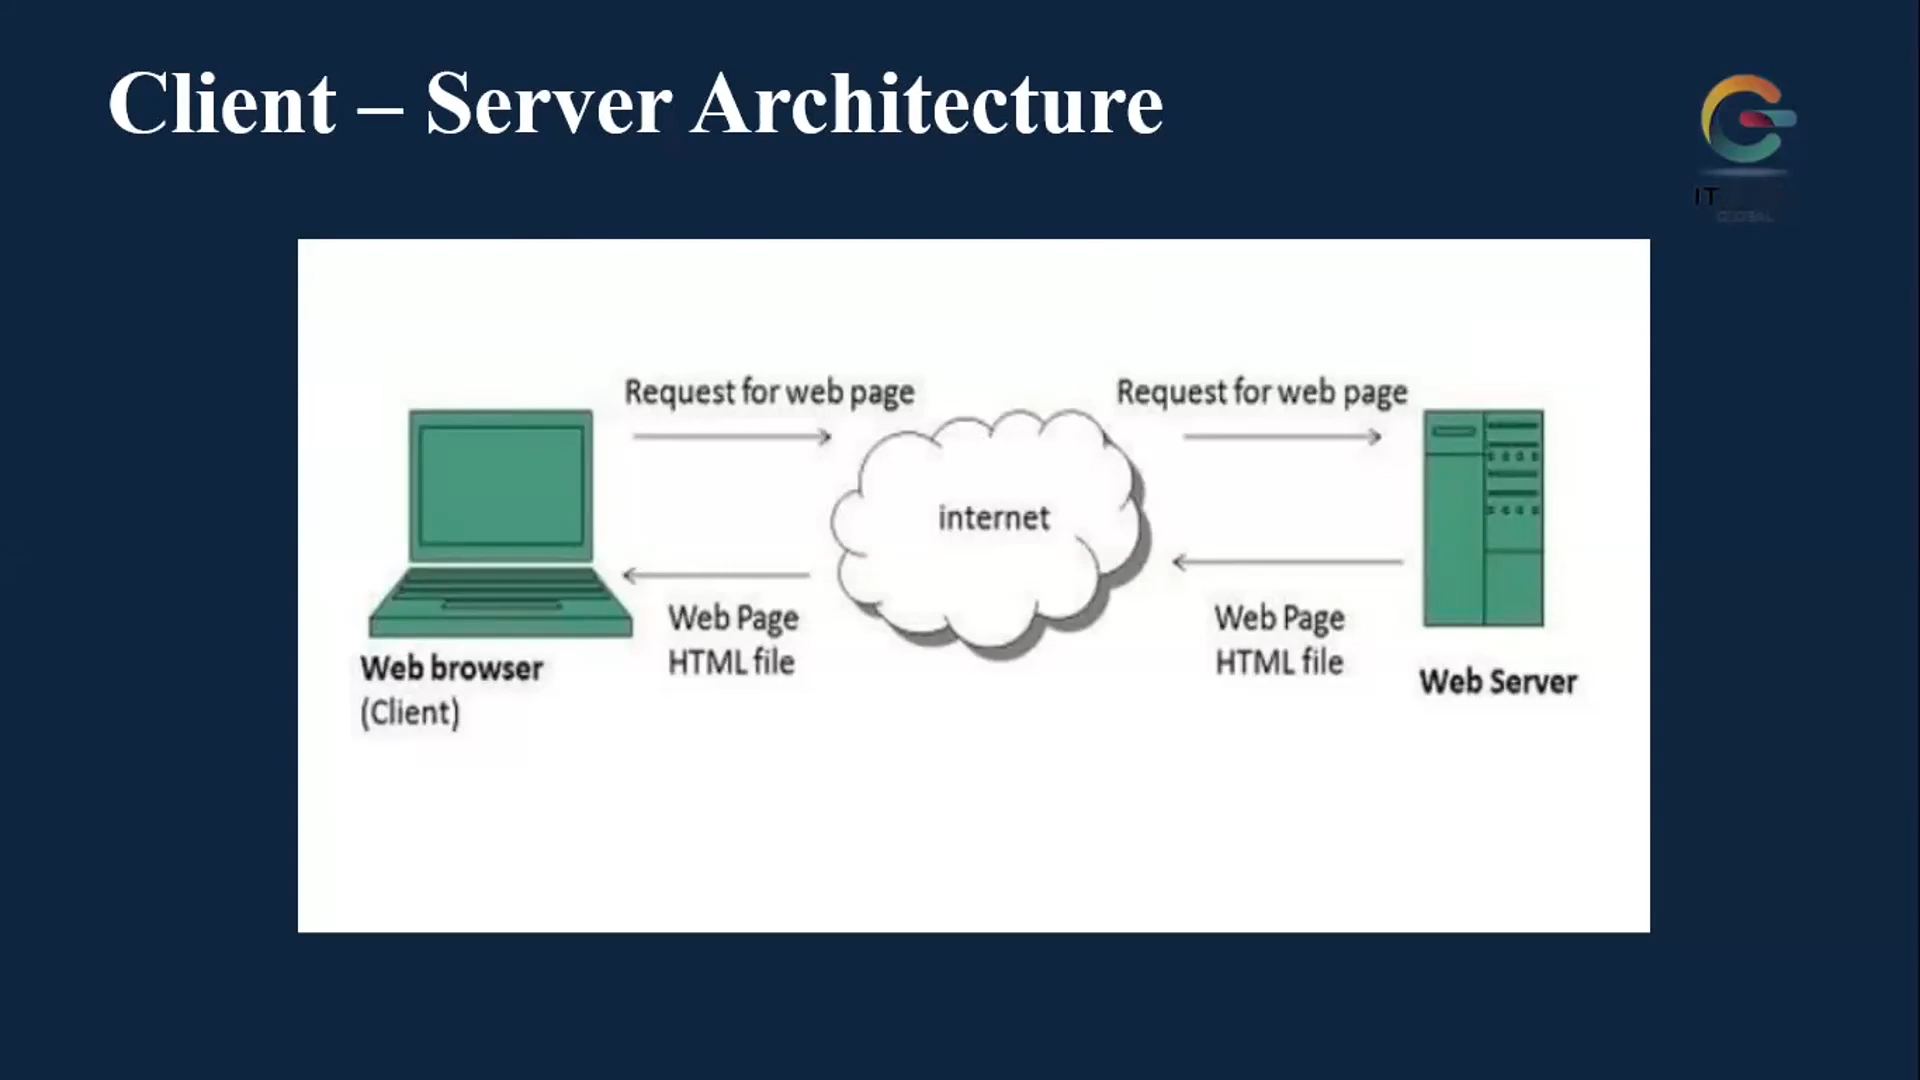 Client – Server Architecture
IT
GLOBAL
Request for web page
Request for web page
internet
Web Page
HTML file
Web Page
HTML file
Web browser
(Client)
Web Server